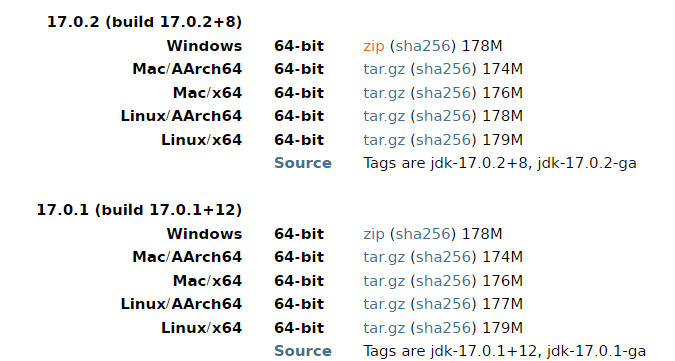 17.0.2 (build 17.0.2+8)
Windows 64-bit zip (sha256) 178M
Mac/AArch64 64-bit tar.gz (sha256) 174M
Mac/x64 64-bit tar.gz (sha256) 176M
Linux/AArch64 64-bit tar.gz (sha256) 178M
Linux/x64 64-bit tar.gz (sha256) 179M
Source Tags are jdk-17.0.2+8, jdk-17.0.2-ga
17.0.1 (build 17.0.1+12)
Windows 64-bit zip (sha256) 178M
Mac/AArch64 64-bit tar.gz (sha256) 174M
Mac/x64 64-bit tar.gz (sha256) 176M
Linux/AArch64 64-bit tar.gz (sha256) 177M
Linux/x64 64-bit tar.gz (sha256) 179M
Source Tags are jdk-17.0.1+12, jdk-17.0.1-ga